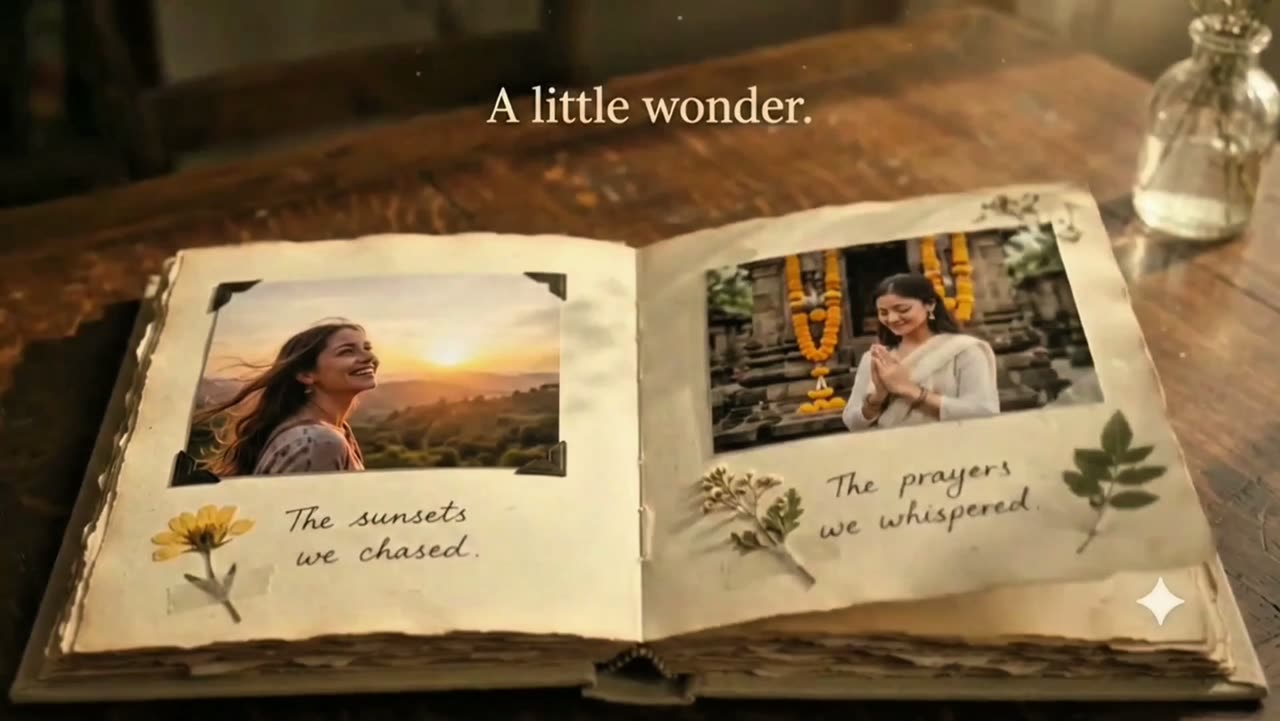 A little wonder.
The sunsets
we chased.
The prayers
we whispered.